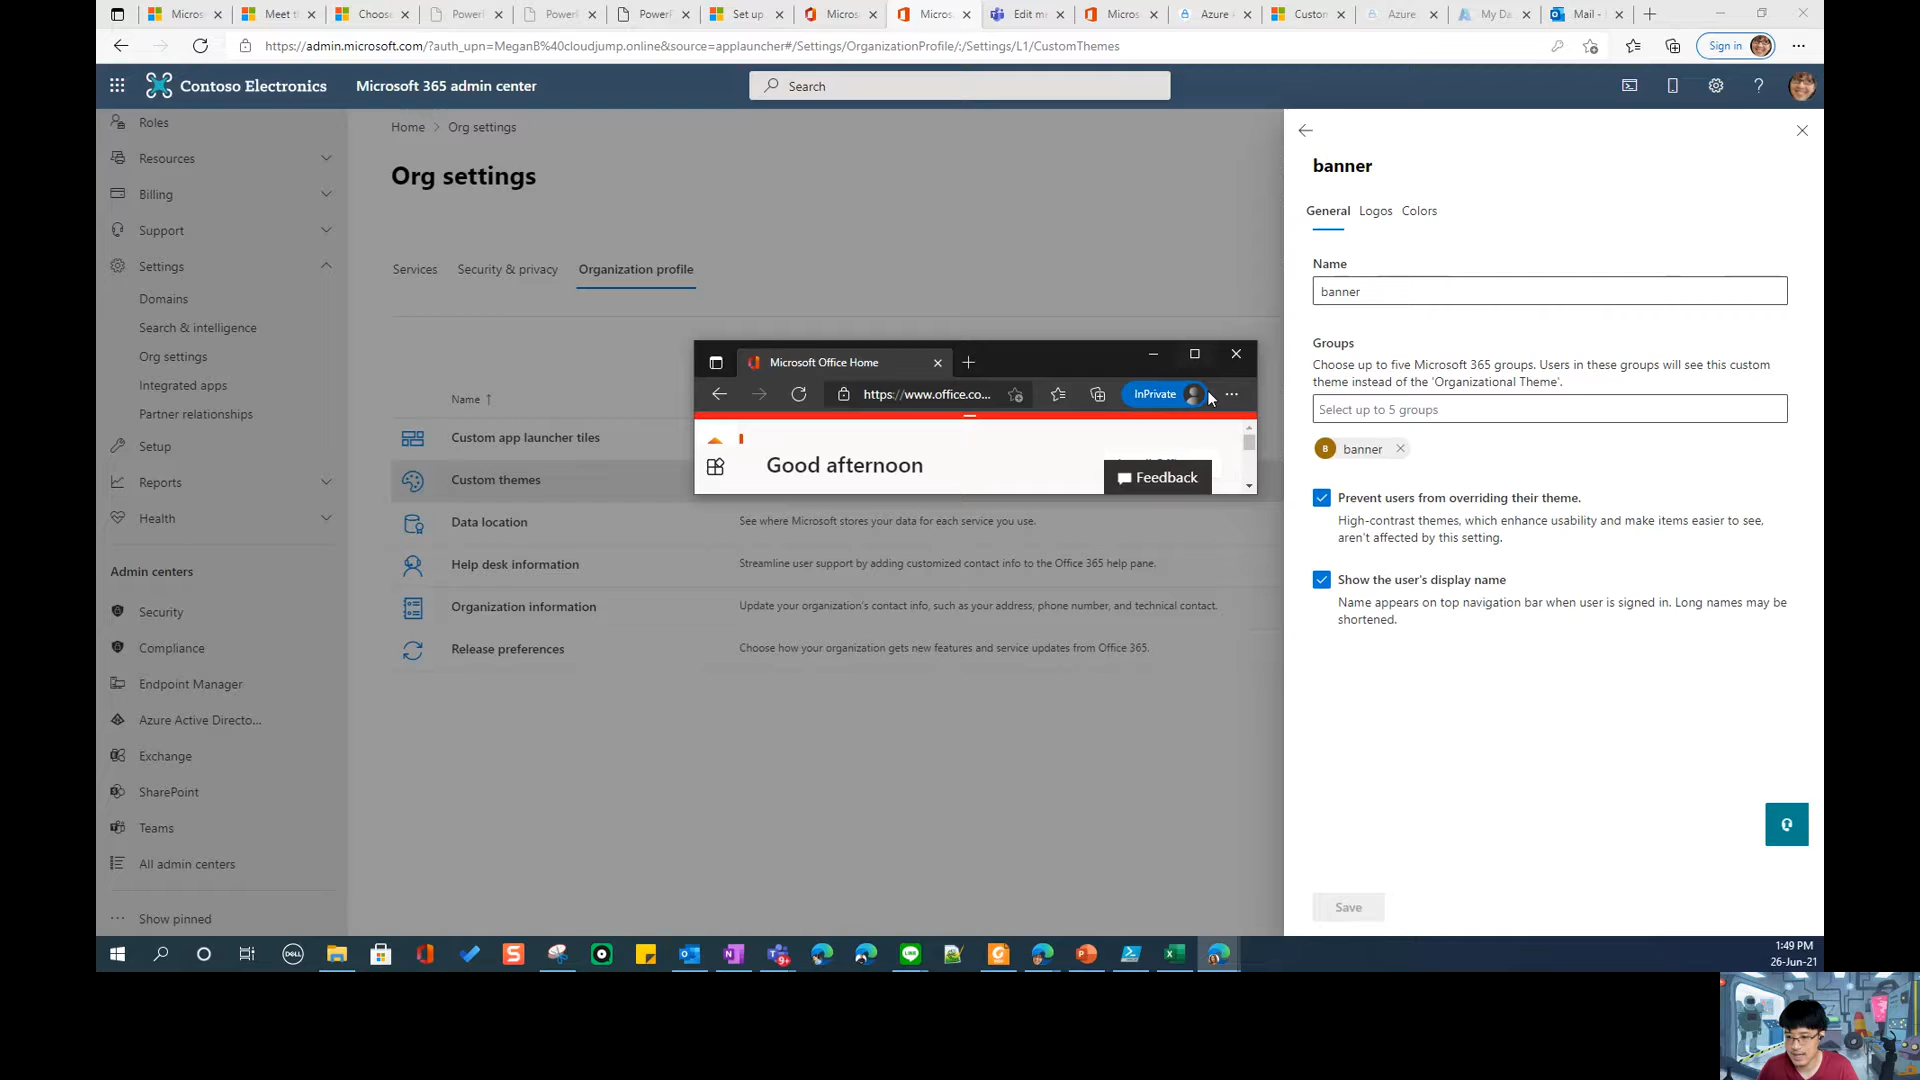 Micros
Meet t
Choos
Powerl
Powerl
PowerP
Set up
Micros
Micros
Edit m
Micros
Azure A
Custom
Azure
My Da
Mail -
https://admin.microsoft.com/?auth_upn=MeganB%40cloudjump.online&source=applauncher#/Settings/OrganizationProfile/:/Settings/L1/CustomThemes
Sign in
Contoso Electronics
Microsoft 365 admin center
Search
Roles
Resources
Billing
Support
Settings
Domains
Search & intelligence
Org settings
Integrated apps
Partner relationships
Setup
Reports
Health
Admin centers
Security
Compliance
Endpoint Manager
Azure Active Directo...
Exchange
SharePoint
Teams
All admin centers
Show pinned
Home > Org settings
Org settings
Services
Security & privacy
Organization profile
Name ↑
Custom app launcher tiles
Custom themes
Data location
See where Microsoft stores your data for each service you use.
Help desk information
Streamline user support by adding customized contact info to the Office 365 help pane.
Organization information
Update your organization's contact info, such as your address, phone number, and technical contact.
Release preferences
Choose how your organization gets new features and service updates from Office 365.
Microsoft Office Home
https://www.office.co...
InPrivate
Good afternoon
Feedback
banner
General
Logos
Colors
Name
banner
Groups
Choose up to five Microsoft 365 groups. Users in these groups will see this custom
theme instead of the 'Organizational Theme'.
Select up to 5 groups
B
banner
Prevent users from overriding their theme.
High-contrast themes, which enhance usability and make items easier to see,
aren't affected by this setting.
Show the user's display name
Name appears on top navigation bar when user is signed in. Long names may be
shortened.
Save
DELL
LINE
1:49 PM
26-Jun-21